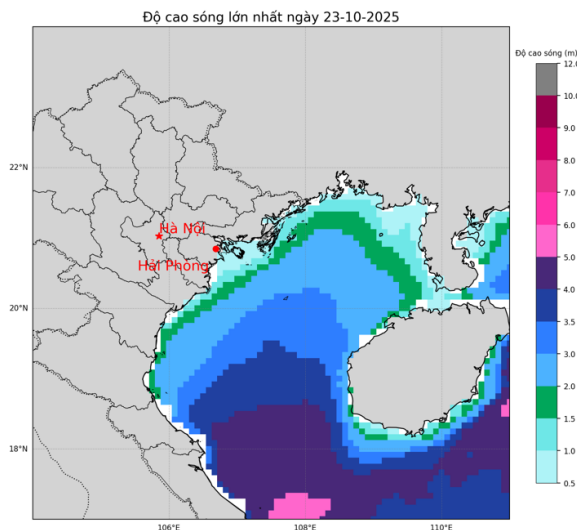 Độ cao sóng lớn nhất ngày 23-10-2025
Độ cao sóng (m)
12.0
10.0
9.0
8.0
7.0
6.0
5.0
4.0
3.5
3.0
2.5
2.0
1.5
1.0
0.5
22°N
20°N
18°N
Hà Nội
Hải Phòng
106°E
108°E
110°E